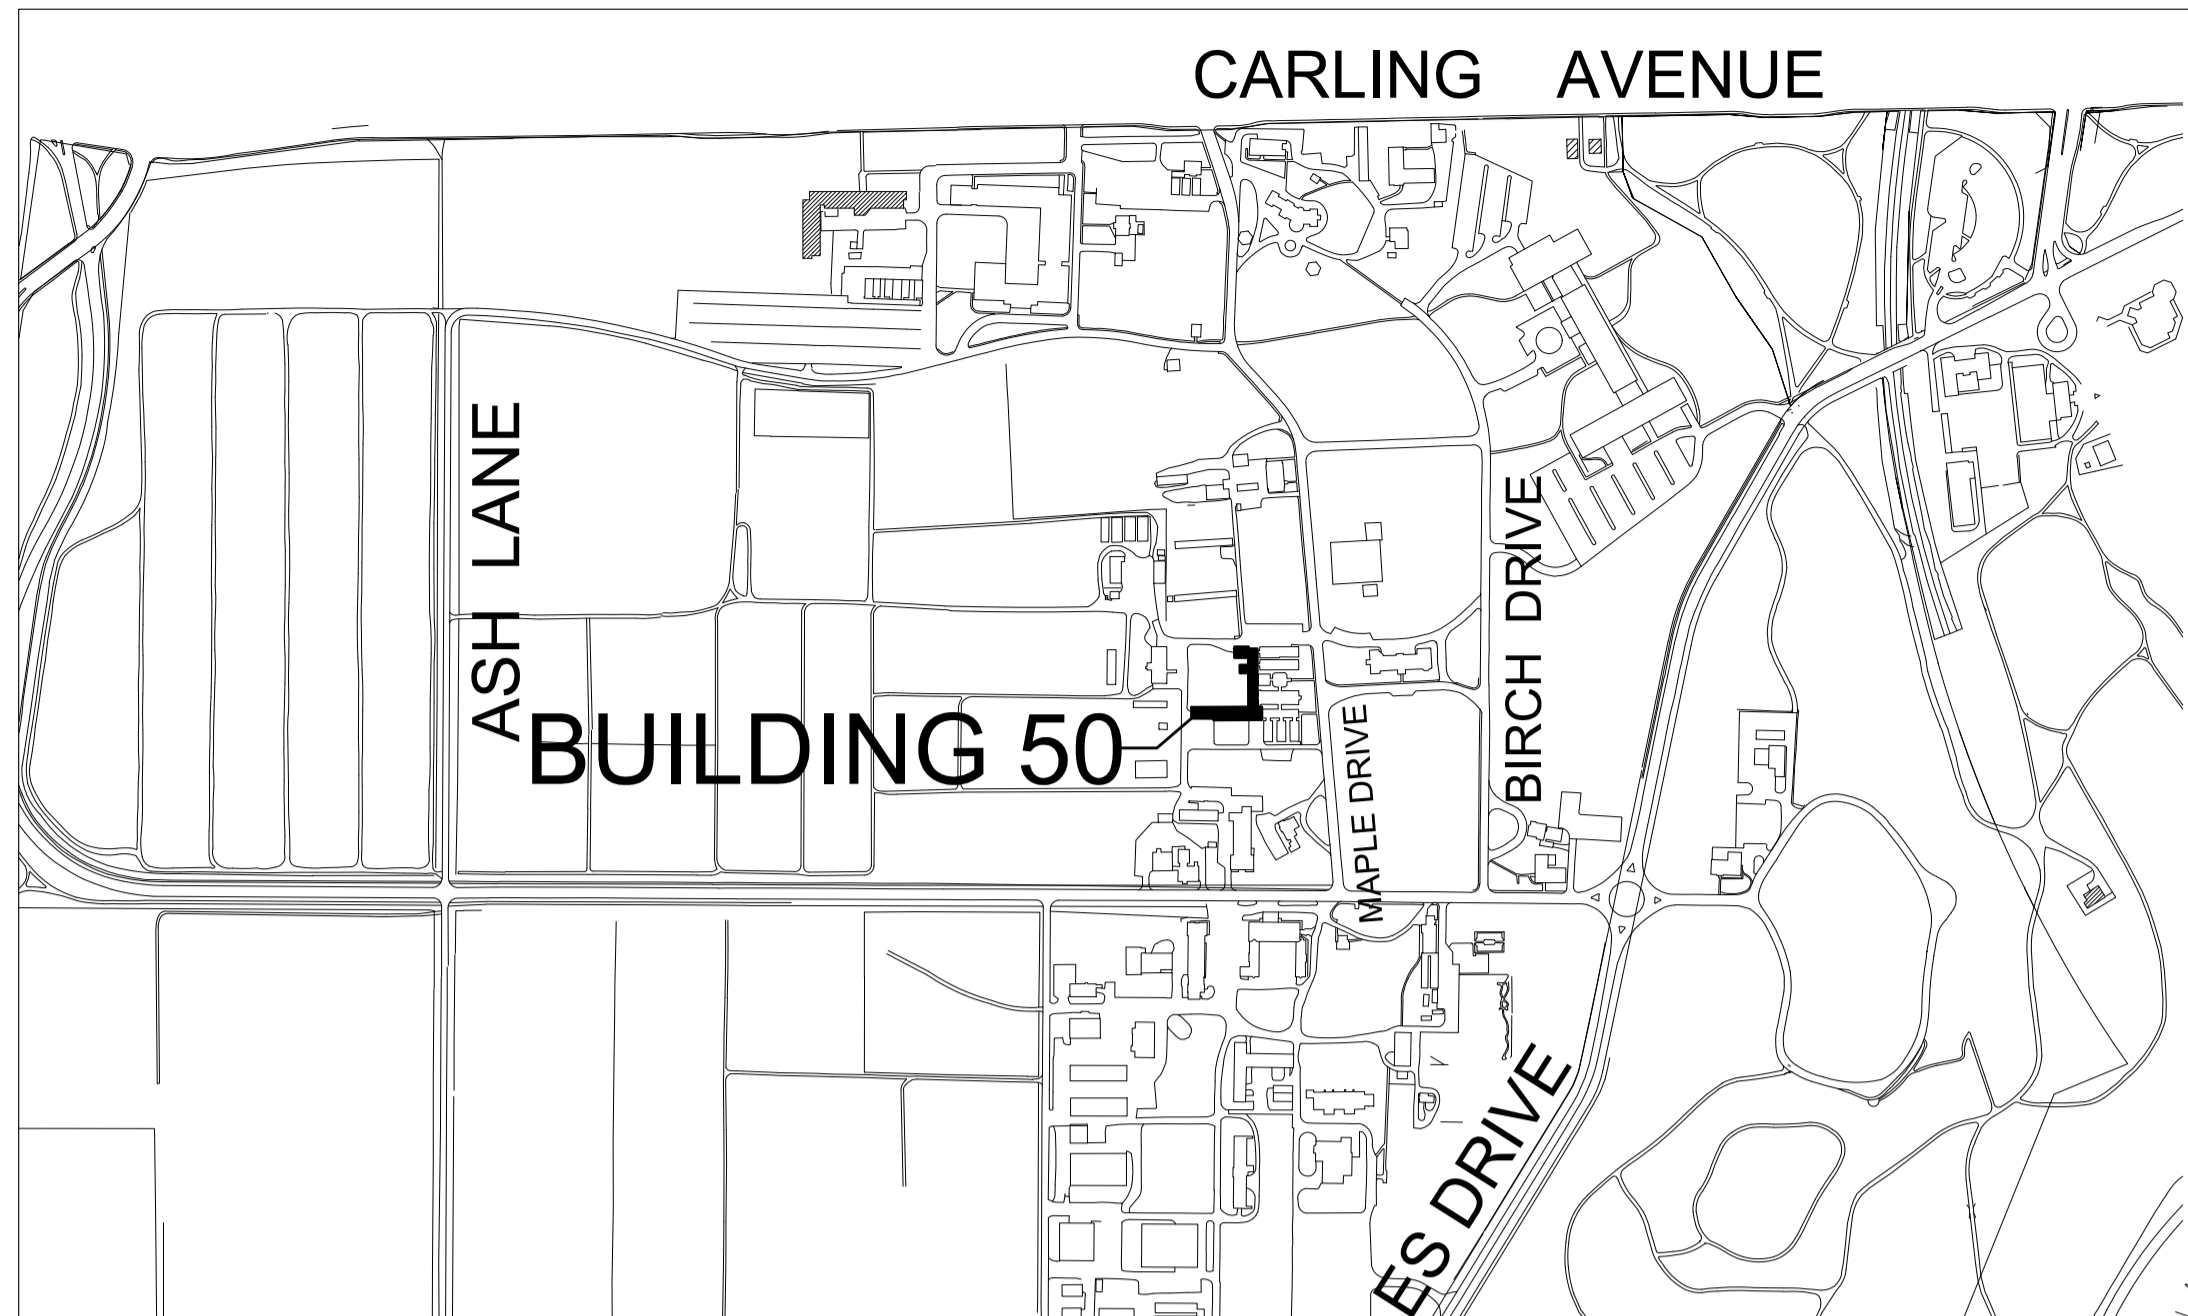 CARLING AVENUE
ASH LANE
BIRCH DRIVE
BUILDING 50
MAPLE DRIVE
ES DRIVE